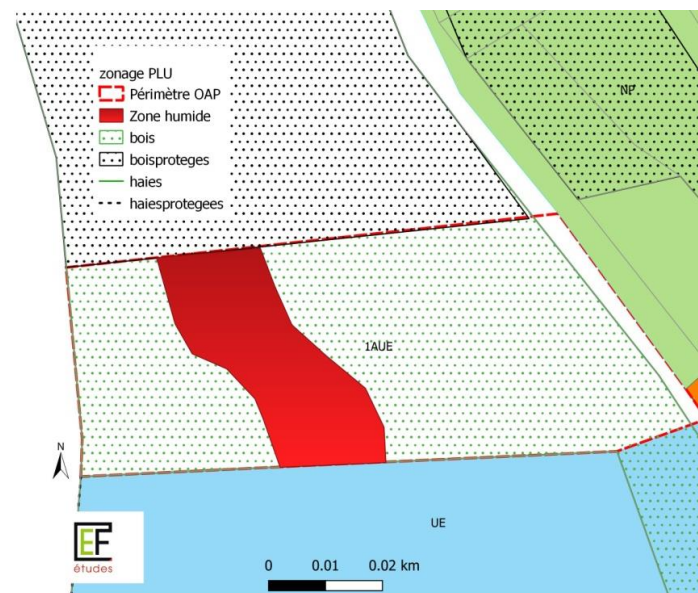 zonage PLU
Périmètre OAP
Zone humide
bois
boisproteges
haies
haiesprotegees
NP
1AUE
N
UE
EF
études
0 0.01 0.02 km